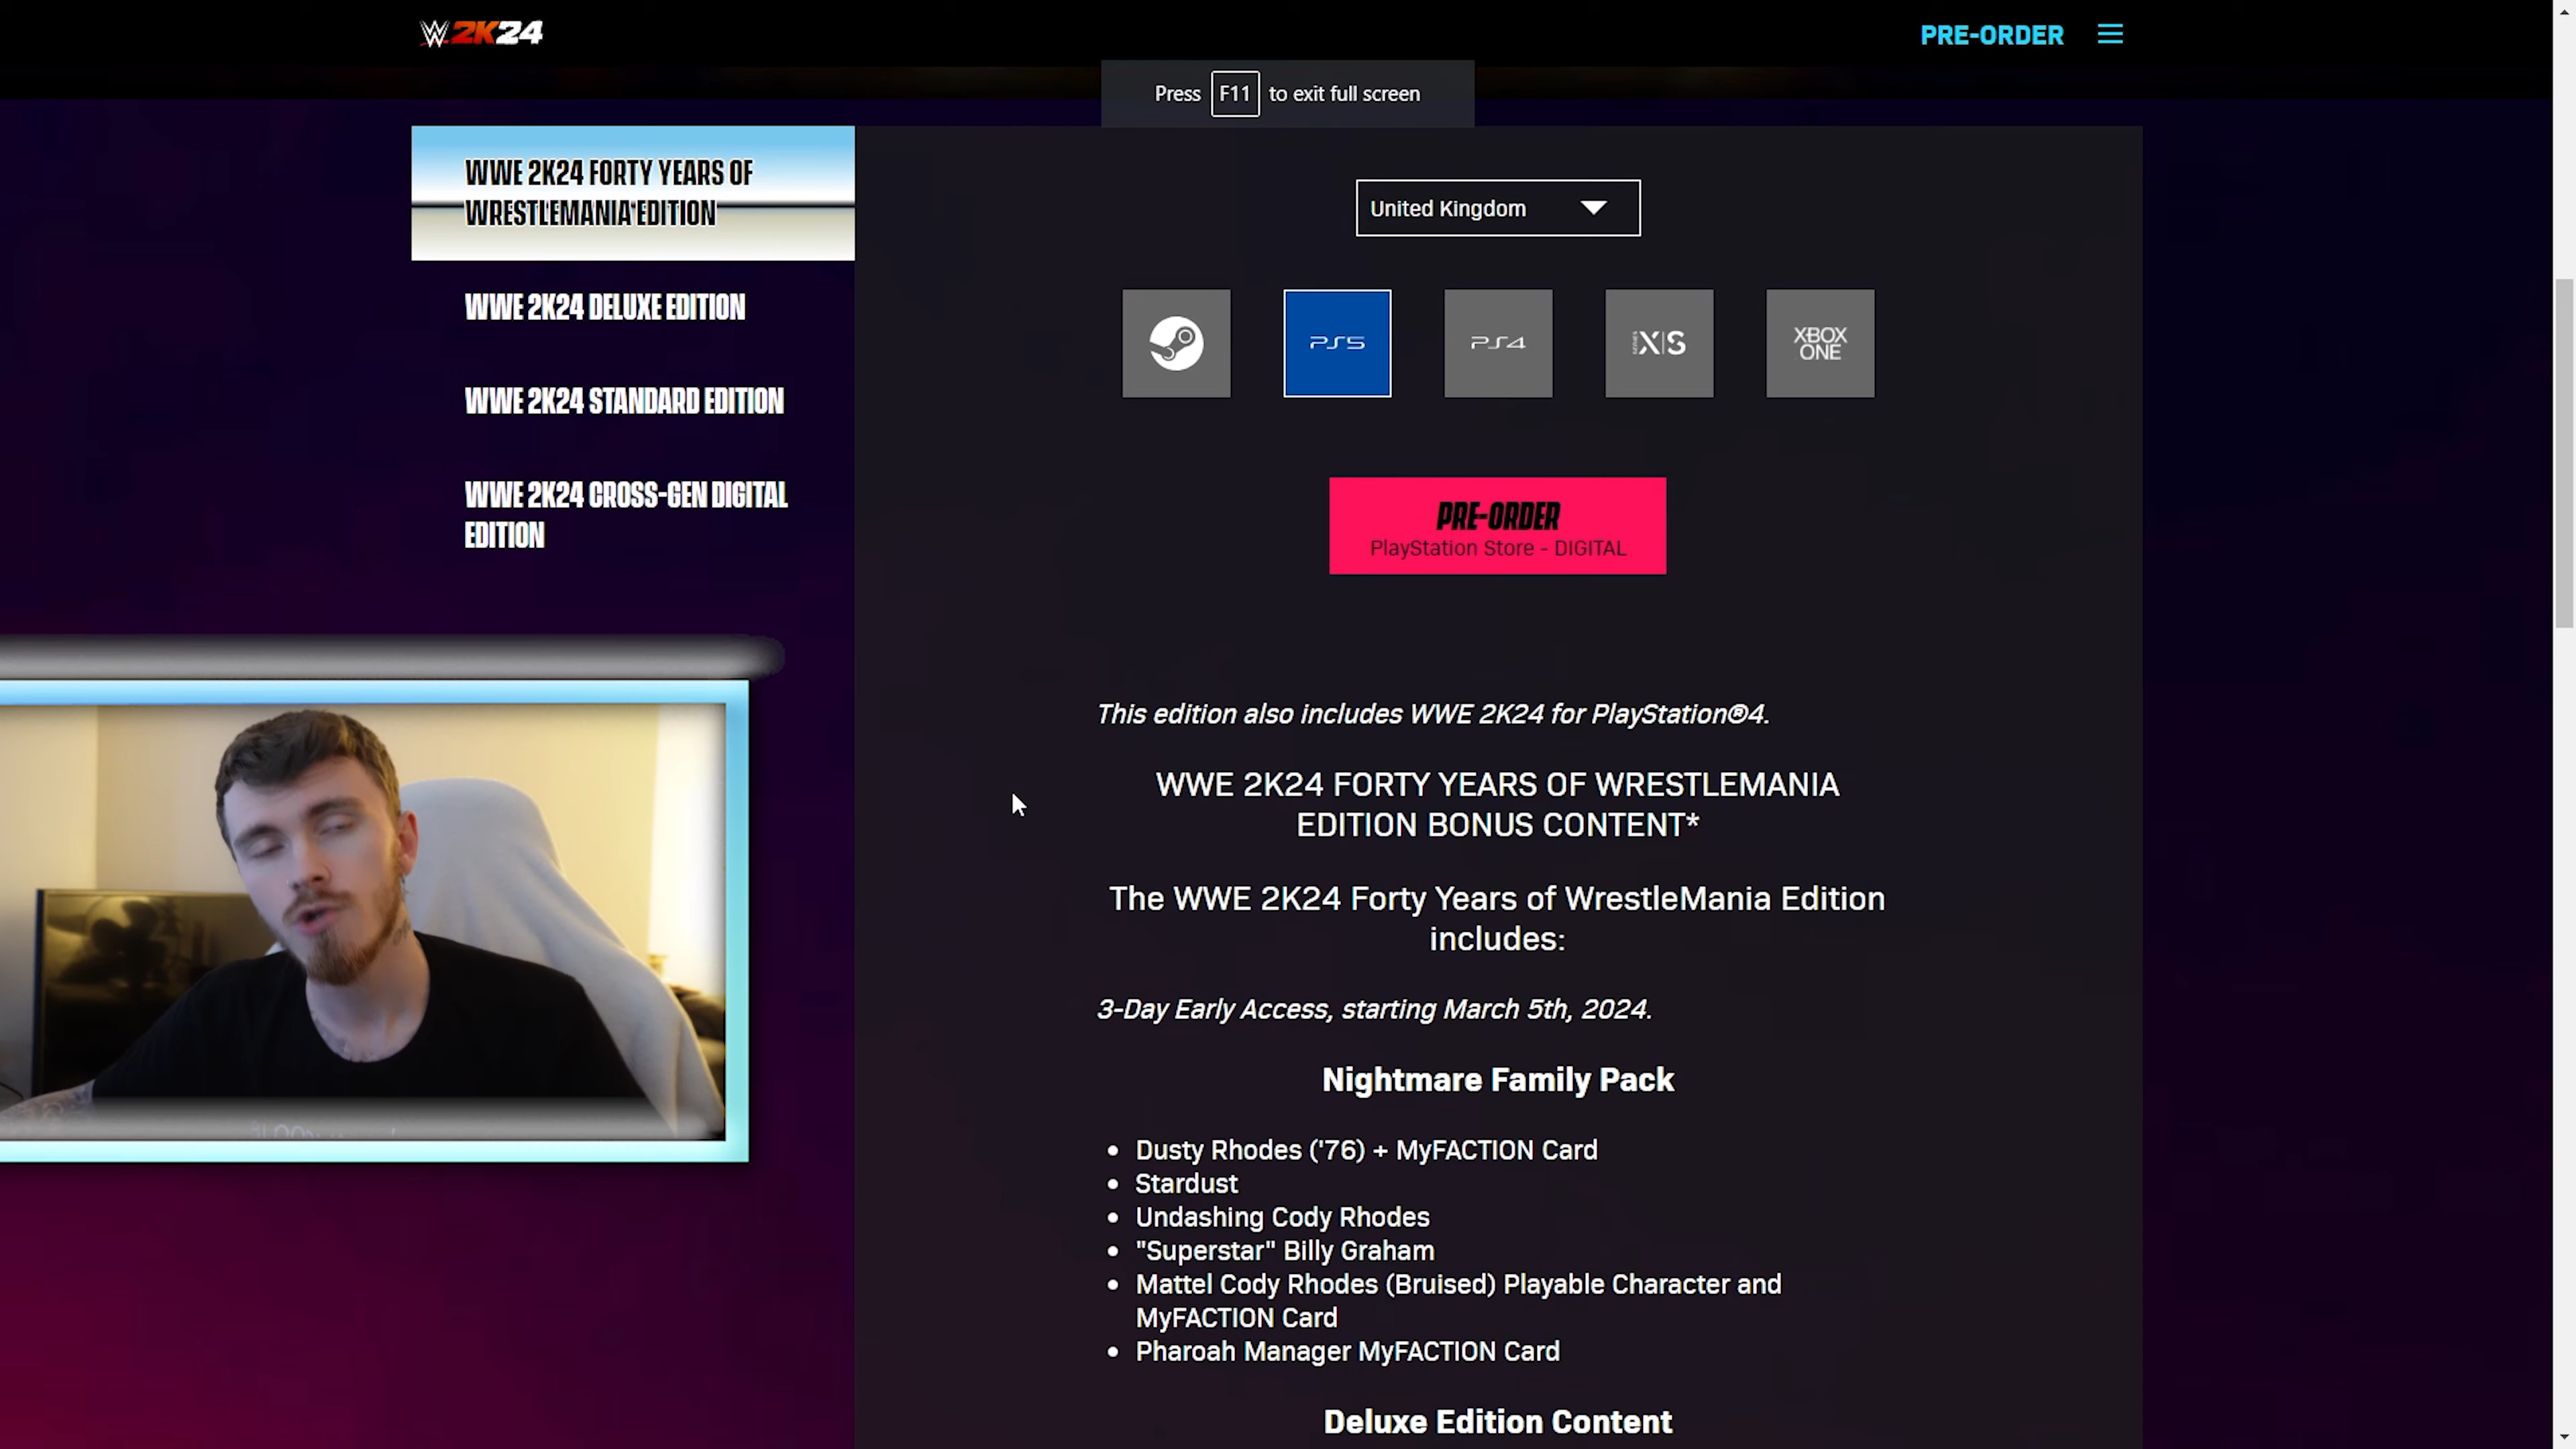 W 2K24
PRE-ORDER
Press F11 to exit full screen
WWE 2K24 FORTY YEARS OF
WRESTLEMANIA EDITION
WWE 2K24 DELUXE EDITION
WWE 2K24 STANDARD EDITION
WWE 2K24 CROSS-GEN DIGITAL
EDITION
United Kingdom
PS5
PS4
SERIES X|S
XBOX
ONE
PRE-ORDER
PlayStation Store - DIGITAL
This edition also includes WWE 2K24 for PlayStation®4.
WWE 2K24 FORTY YEARS OF WRESTLEMANIA
EDITION BONUS CONTENT*
The WWE 2K24 Forty Years of WrestleMania Edition
includes:
3-Day Early Access, starting March 5th, 2024.
Nightmare Family Pack
• Dusty Rhodes ('76) + MyFACTION Card
• Stardust
• Undashing Cody Rhodes
• "Superstar" Billy Graham
• Mattel Cody Rhodes (Bruised) Playable Character and
MyFACTION Card
• Pharoah Manager MyFACTION Card
Deluxe Edition Content